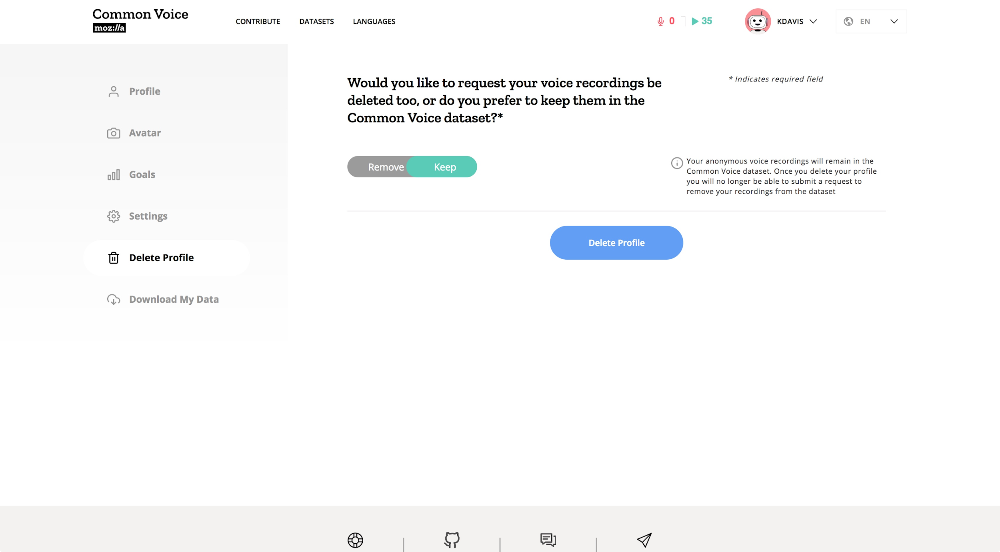 Common Voice
moz://a
CONTRIBUTE
DATASETS
LANGUAGES
0
35
KDAVIS
EN
Profile
Avatar
Goals
Settings
Delete Profile
Download My Data
Would you like to request your voice recordings be
deleted too, or do you prefer to keep them in the
Common Voice dataset?*
* Indicates required field
Remove
Keep
Your anonymous voice recordings will remain in the
Common Voice dataset. Once you delete your profile
you will no longer be able to submit a request to
remove your recordings from the dataset
Delete Profile